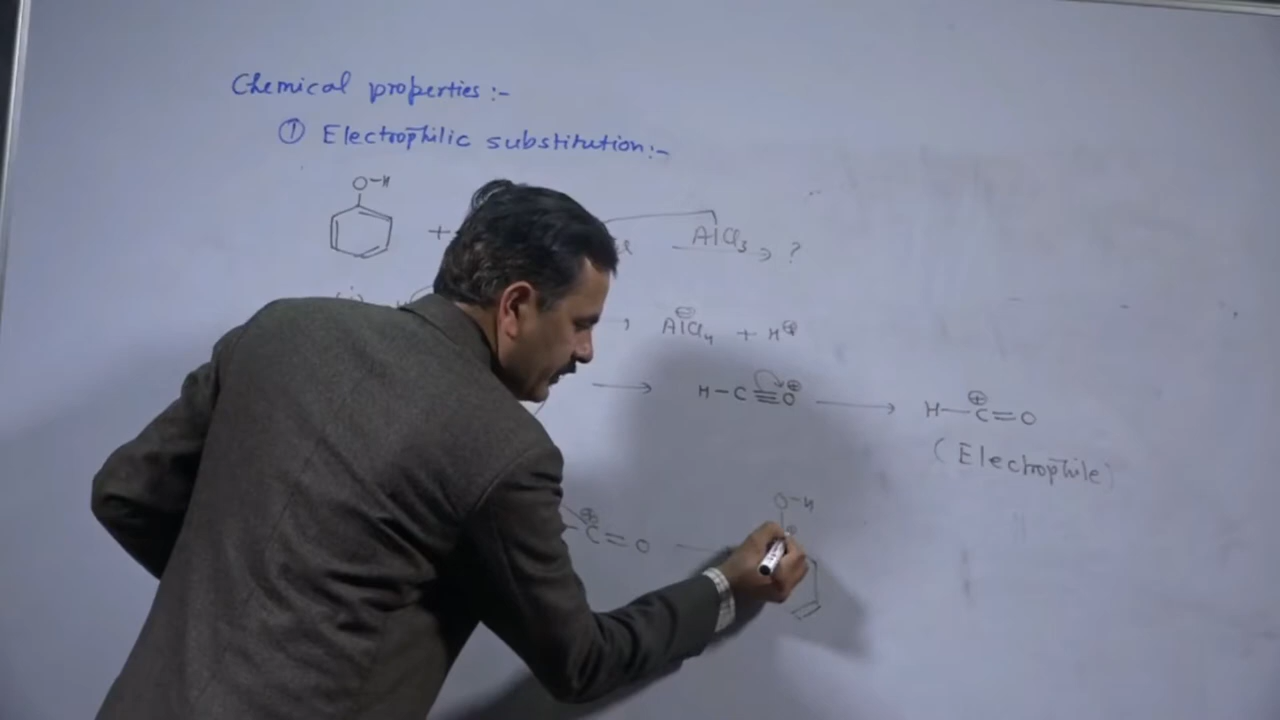 Chemical properties :-
① Electrophilic substitution:-
O-H
+ AlCl₃ → ?
→ AlCl₄⊖ + H⊕
→ H-C≡O⊕ → H-C⊕=O
(Electrophile)
O-H
C⊕=O